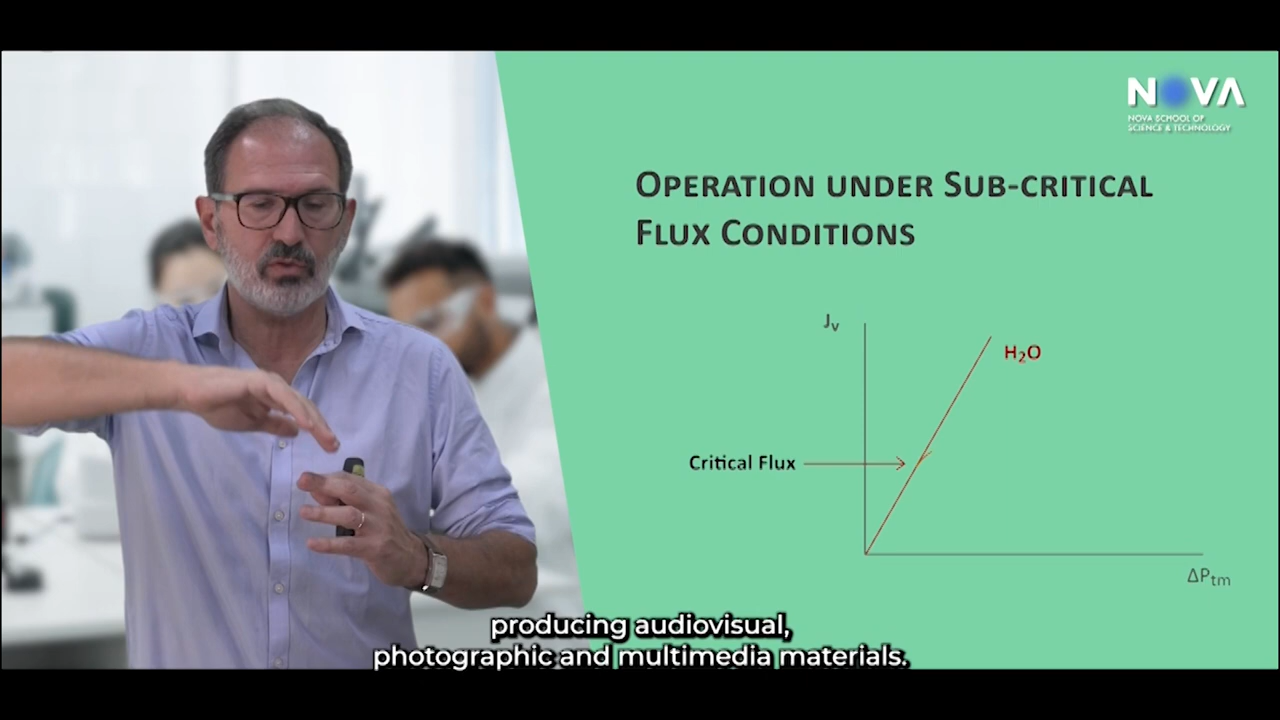 NOVA
NOVA SCHOOL OF
SCIENCE & TECHNOLOGY
OPERATION UNDER SUB-CRITICAL
FLUX CONDITIONS
Jv
H2O
Critical Flux
ΔPtm
producing audiovisual,
photographic and multimedia materials.